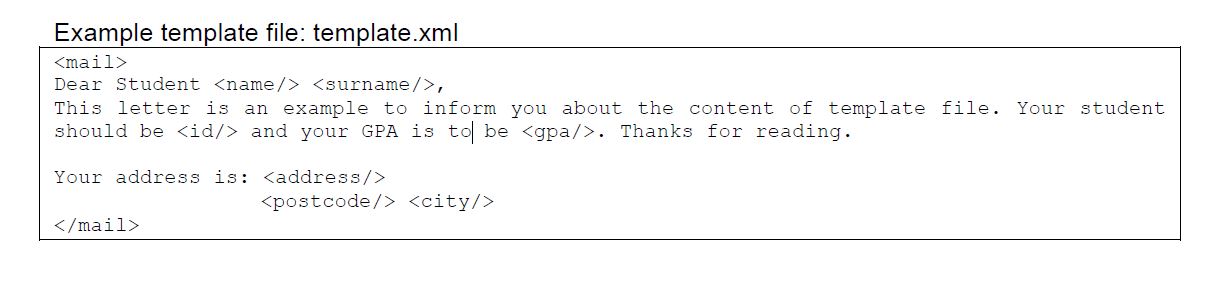 Example template file: template.xml
<mail>
Dear Student <name/> <surname/>,
This letter is an example to inform you about the content of template file. Your student
should be <id/> and your GPA is to be <gpa/>. Thanks for reading.
Your address is: <address/>
<postcode/> <city/>
</mail>